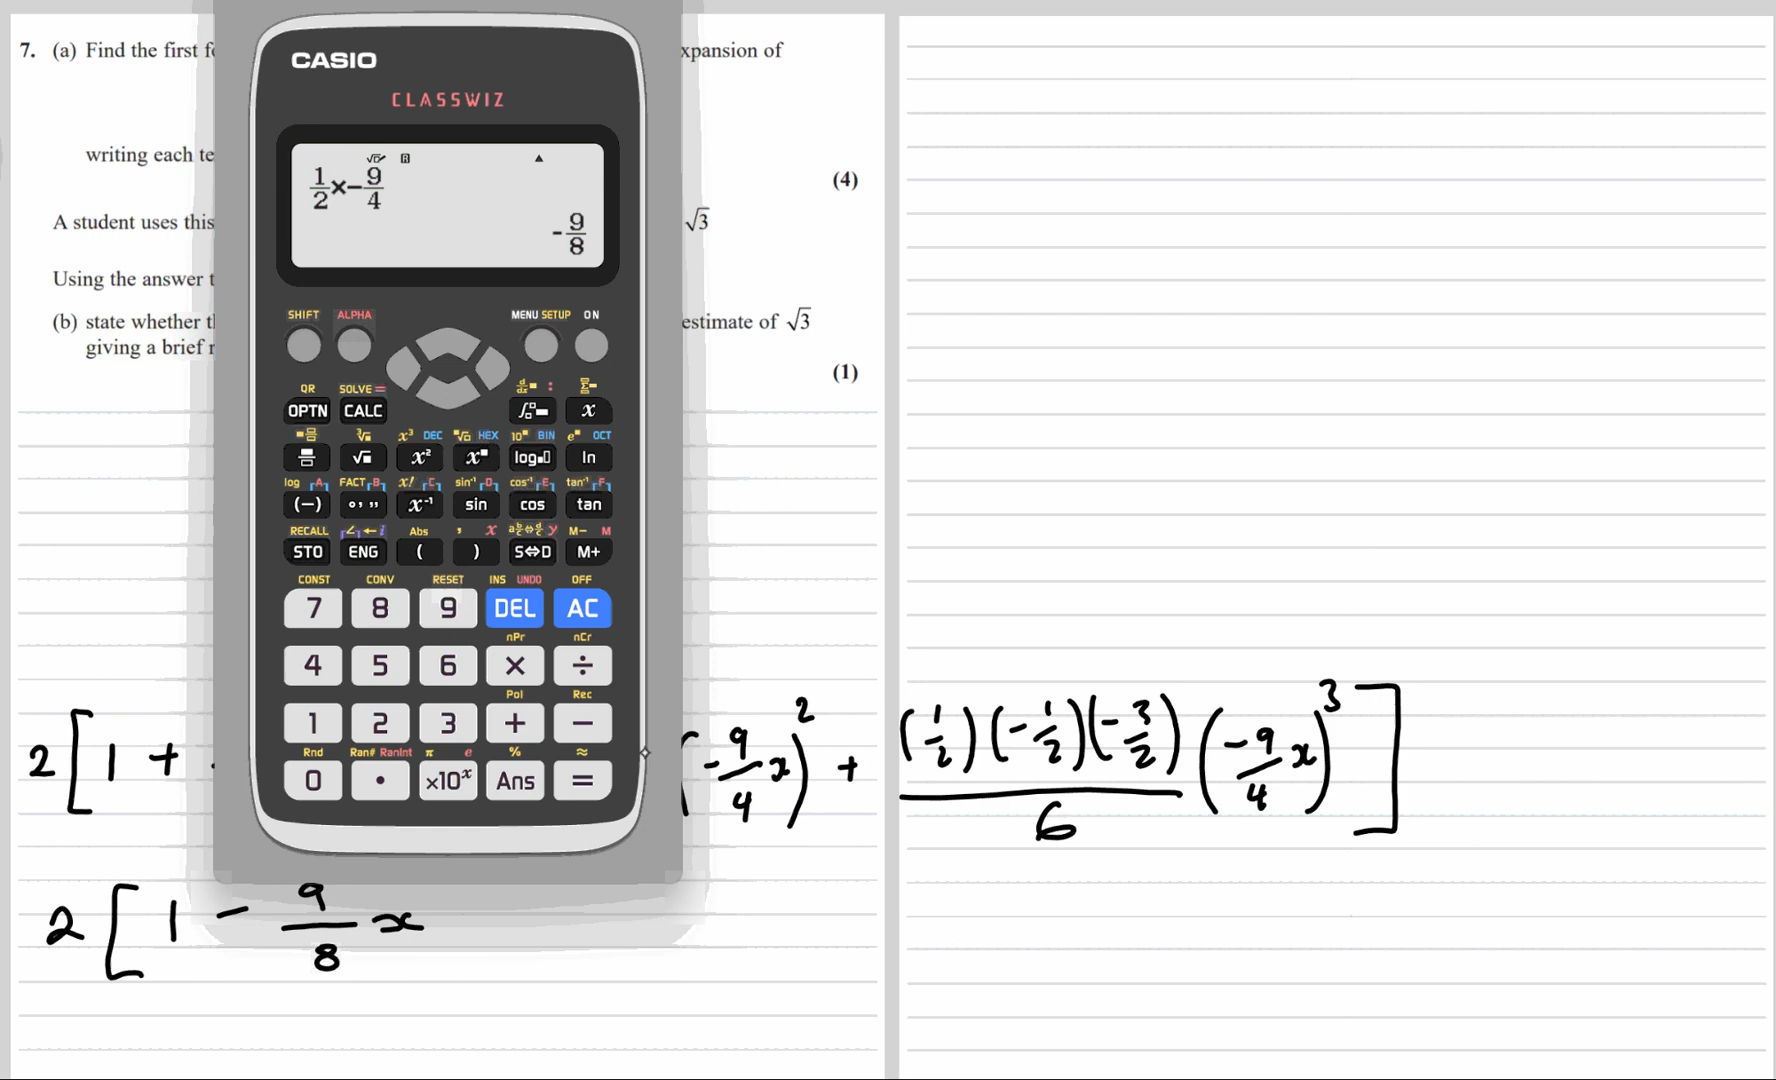 7. (a) Find the first f xpansion of
writing each te
(4)
A student uses this √3
Using the answer t
(b) state whether t estimate of √3
giving a brief r
(1)
CASIO
CLASSWIZ
1/2×-9/4
-9/8
SHIFT ALPHA MENU SETUP ON
QR SOLVE = d/dx :
OPTN CALC x
x³ DEC HEX 10 BIN e OCT
√ x² x log ln
log A FACT B x! C sin⁻¹ D cos⁻¹ E tan⁻¹ F
(−) ° ’ ” x⁻¹ sin cos tan
RECALL ∠ ← i Abs , x a b/c⇔d/c y M− M
STO ENG ( ) S⇔D M+
CONST CONV RESET INS UNDO OFF
7 8 9 DEL AC
nPr nCr
4 5 6 × ÷
Pol Rec
1 2 3 + −
Rnd Ran# RanInt π e % ≈
0 • ×10ˣ Ans =
2[1 + (-9/4 x)² + (1/2)(-1/2)(-3/2)/6 (-9/4 x)³]
2[1 - 9/8 x